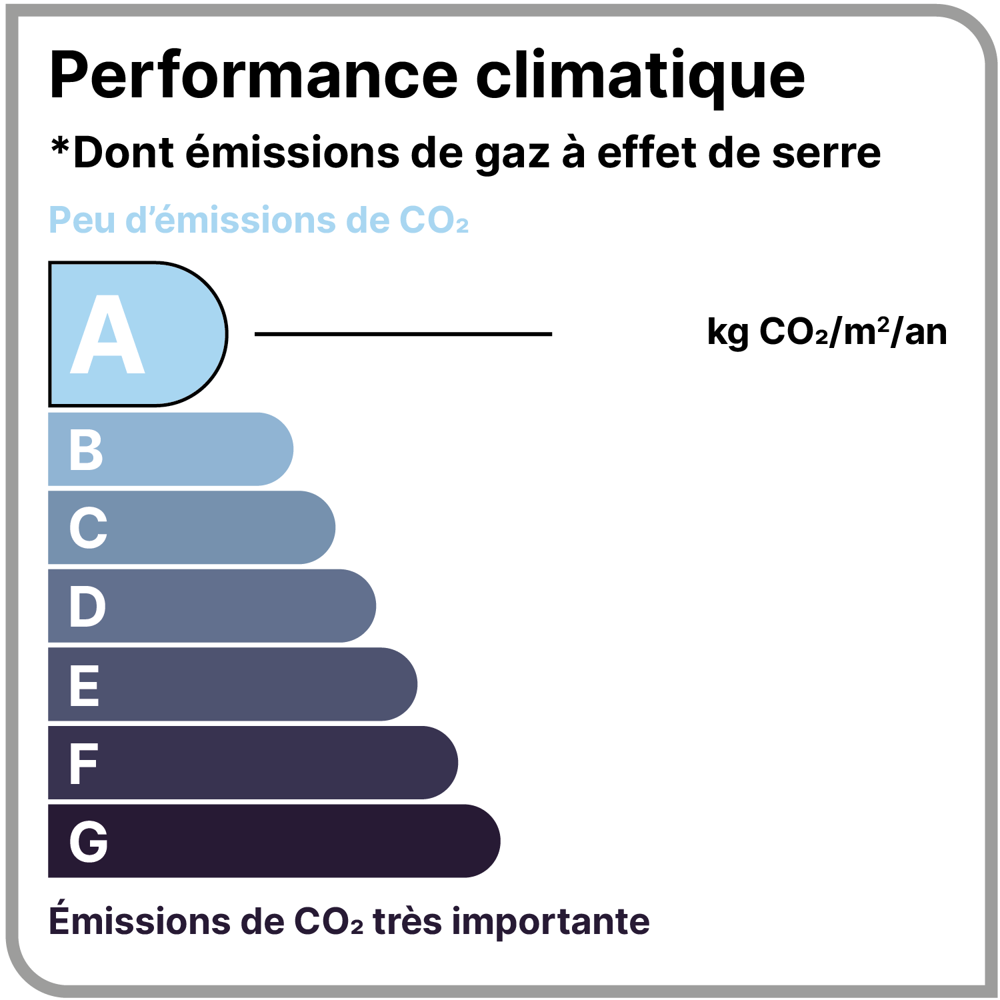 Performance climatique
*Dont émissions de gaz à effet de serre
Peu d’émissions de CO₂
A
kg CO₂/m²/an
B
C
D
E
F
G
Émissions de CO₂ très importante